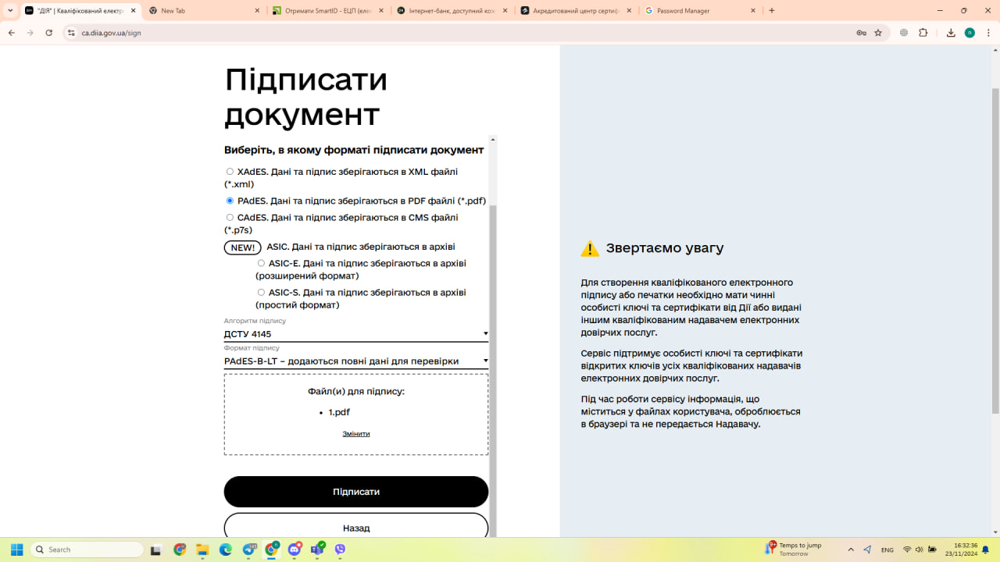 "ДІЯ" | Кваліфікований електр
New Tab
Отримати SmartID - ЕЦП (елек
Інтернет-банк, доступний кож
Акредитований центр сертиф
Password Manager
ca.diia.gov.ua/sign
Підписати
документ
Виберіть, в якому форматі підписати документ
XAdES. Дані та підпис зберігаються в XML файлі
(*.xml)
PAdES. Дані та підпис зберігаються в PDF файлі (*.pdf)
CAdES. Дані та підпис зберігаються в CMS файлі
(*.p7s)
NEW! ASIC. Дані та підпис зберігаються в архіві
ASIC-E. Дані та підпис зберігаються в архіві
(розширений формат)
ASIC-S. Дані та підпис зберігаються в архіві
(простий формат)
Алгоритм підпису
ДСТУ 4145
Формат підпису
PAdES-B-LT – додаються повні дані для перевірки
Файл(и) для підпису:
• 1.pdf
Змінити
Підписати
Назад
Звертаємо увагу
Для створення кваліфікованого електронного
підпису або печатки необхідно мати чинні
особисті ключі та сертифікати від Дії або видані
іншим кваліфікованим надавачем електронних
довірчих послуг.
Сервіс підтримує особисті ключі та сертифікати
відкритих ключів усіх кваліфікованих надавачів
електронних довірчих послуг.
Під час роботи сервісу інформація, що
міститься у файлах користувача, оброблюється
в браузері та не передається Надавачу.
Search
9+
Temps to jump
Tomorrow
ENG
16:32:36
23/11/2024